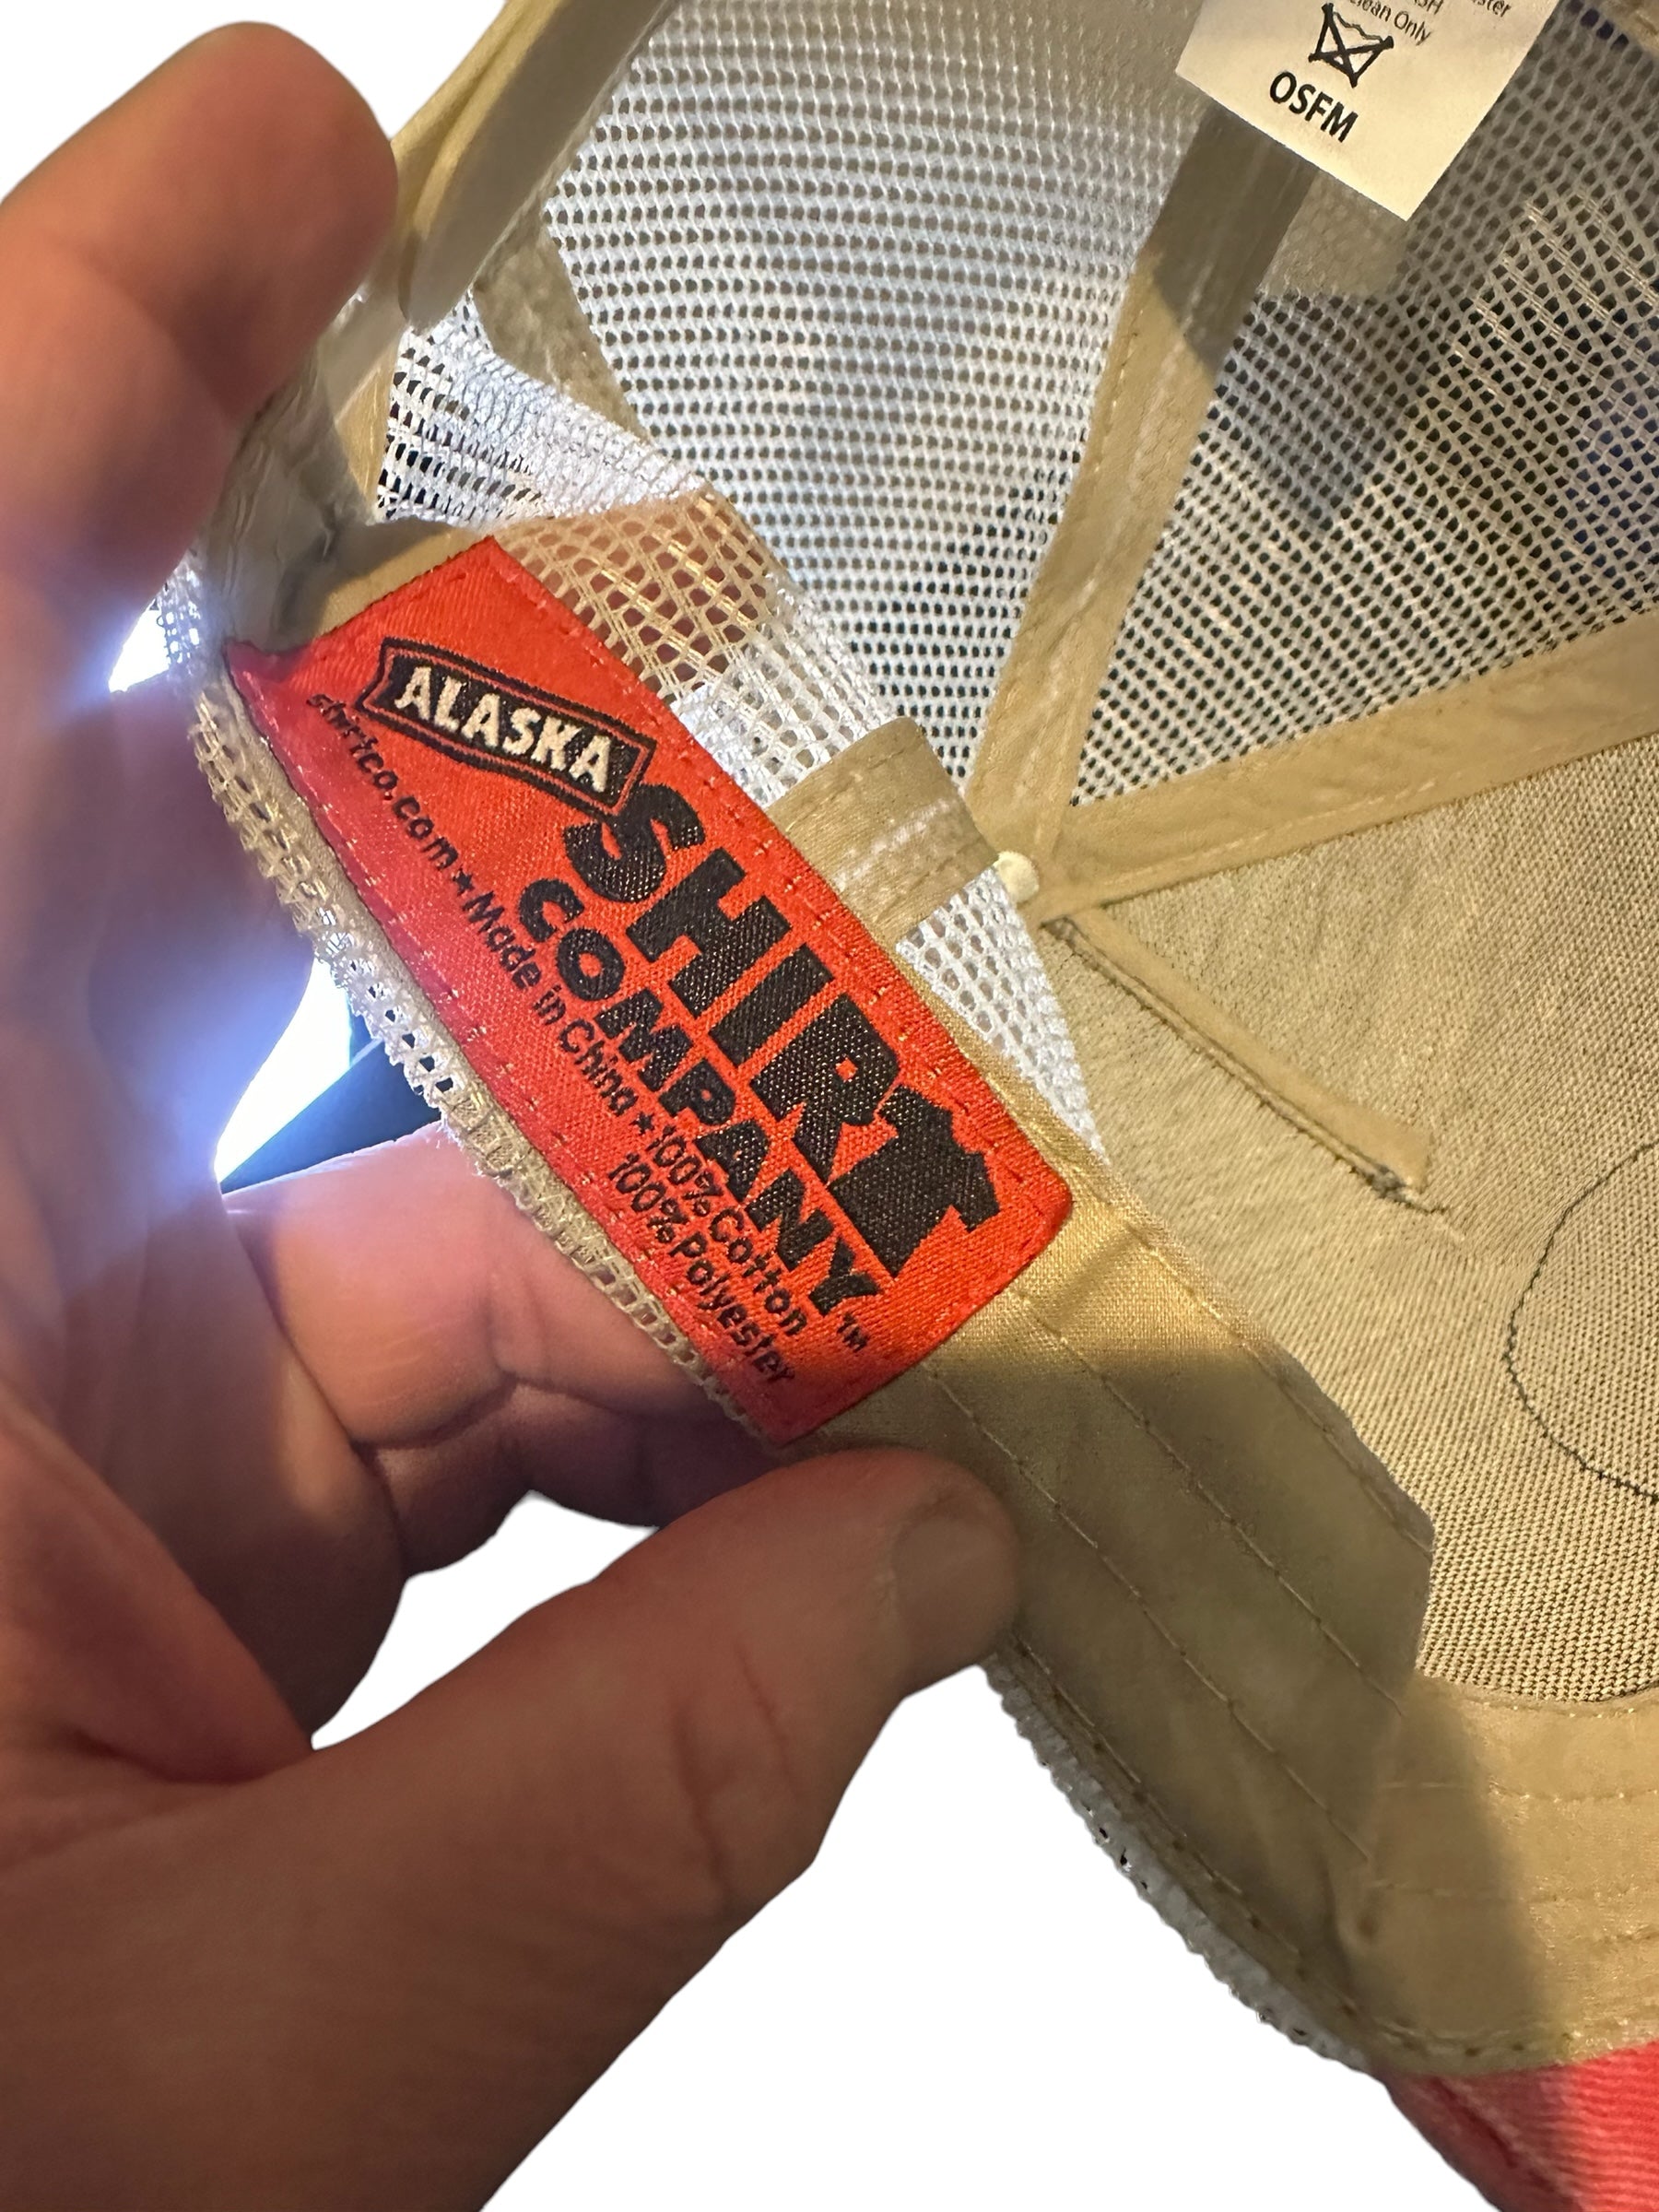 Clean Only
OSFM
ALASKA
SHIRT
COMPANY™
shirtco.com★Made in China★100% Cotton
100% Polyester